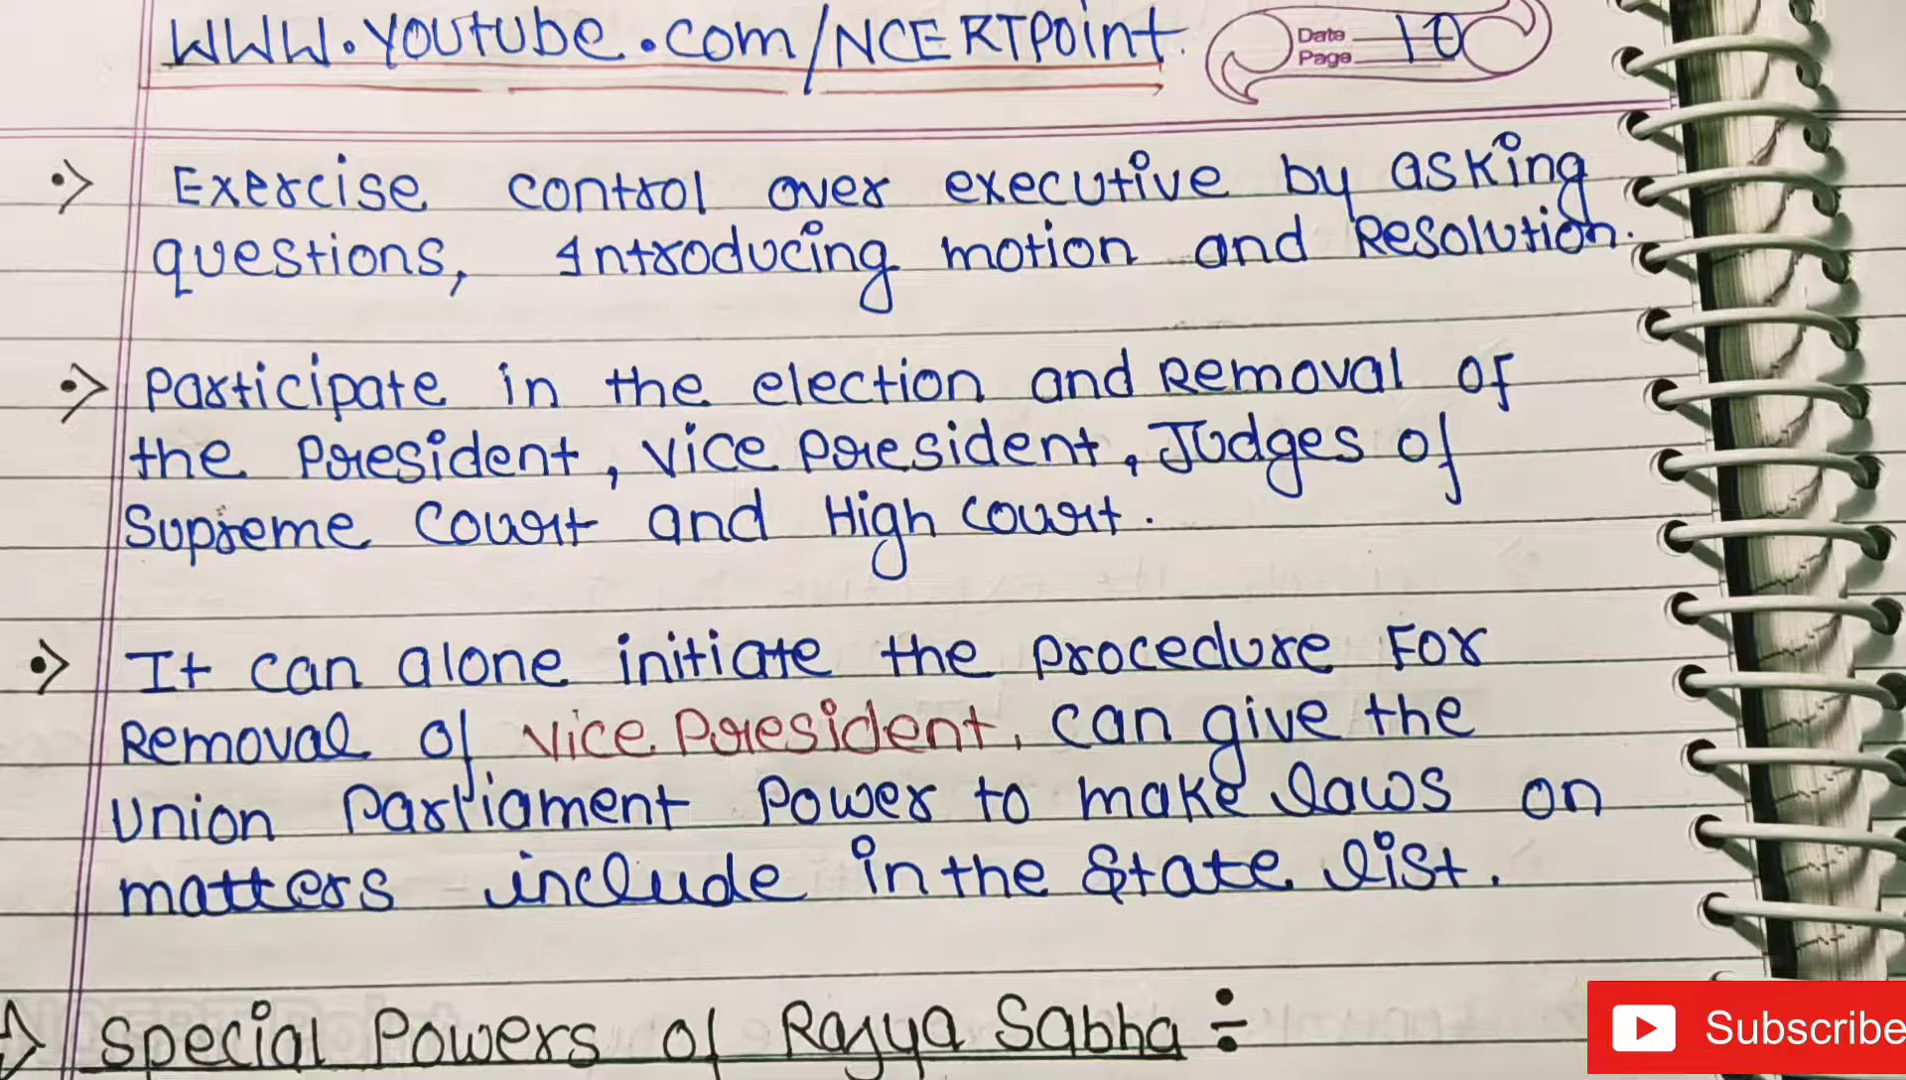 WWW.YOUTUBE.COM/NCERTPOINT.
Date
Page 10
Exercise control over executive by asking
questions, Introducing motion and Resolution.
Participate in the election and Removal of
the President, Vice President, Judges of
Supreme Court and High Court.
It can alone initiate the procedure For
Removal of Vice President, can give the
Union Parliament Power to make laws on
matters include in the State list.
Special Powers of Rajya Sabha ÷
Subscribe